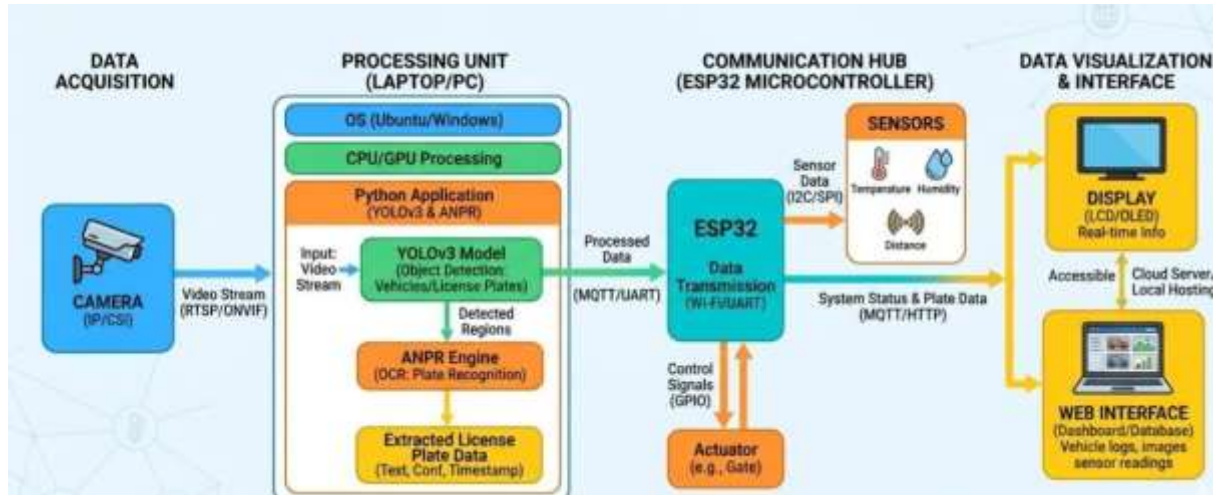 DATA
ACQUISITION
CAMERA
(IP/CSI)
Video Stream
(RTSP/ONVIF)
PROCESSING UNIT
(LAPTOP/PC)
OS (Ubuntu/Windows)
CPU/GPU Processing
Python Application
(YOLOv3 & ANPR)
Input:
Video
Stream
YOLOv3 Model
(Object Detection:
Vehicles/License Plates)
Detected
Regions
ANPR Engine
(OCR: Plate Recognition)
Extracted License
Plate Data
(Text, Conf, Timestamp)
Processed
Data
(MQTT/UART)
COMMUNICATION HUB
(ESP32 MICROCONTROLLER)
ESP32
Data
Transmission
(Wi-Fi/UART)
Sensor
Data
(I2C/SPI)
SENSORS
Temperature
Humidity
Distance
Control
Signals
(GPIO)
Actuator
(e.g., Gate)
System Status & Plate Data
(MQTT/HTTP)
DATA VISUALIZATION
& INTERFACE
DISPLAY
(LCD/OLED)
Real-time Info
Accessible
Cloud Server/
Local Hosting
WEB INTERFACE
(Dashboard/Database)
Vehicle logs, images
sensor readings